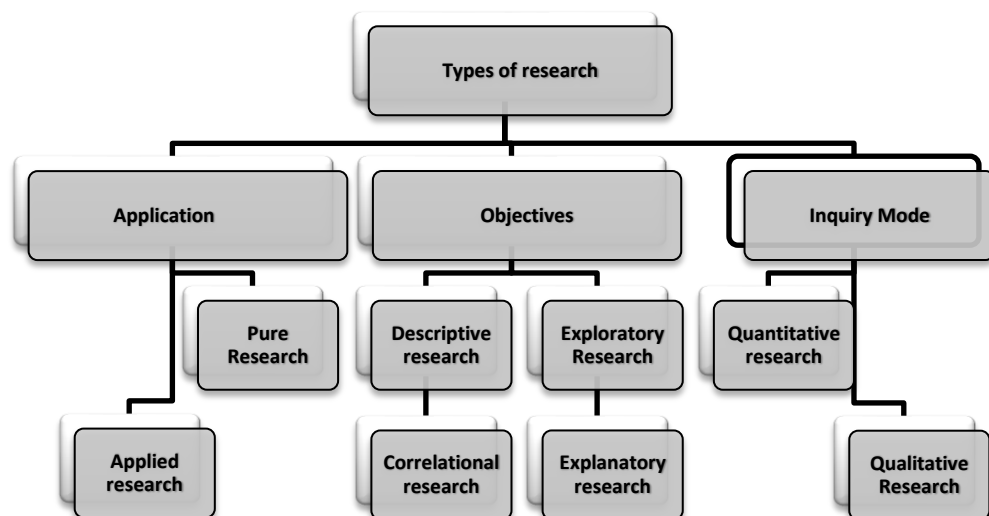 Types of research
Application
Objectives
Inquiry Mode
Pure
Research
Descriptive
research
Exploratory
Research
Quantitative
research
Applied
research
Correlational
research
Explanatory
research
Qualitative
Research